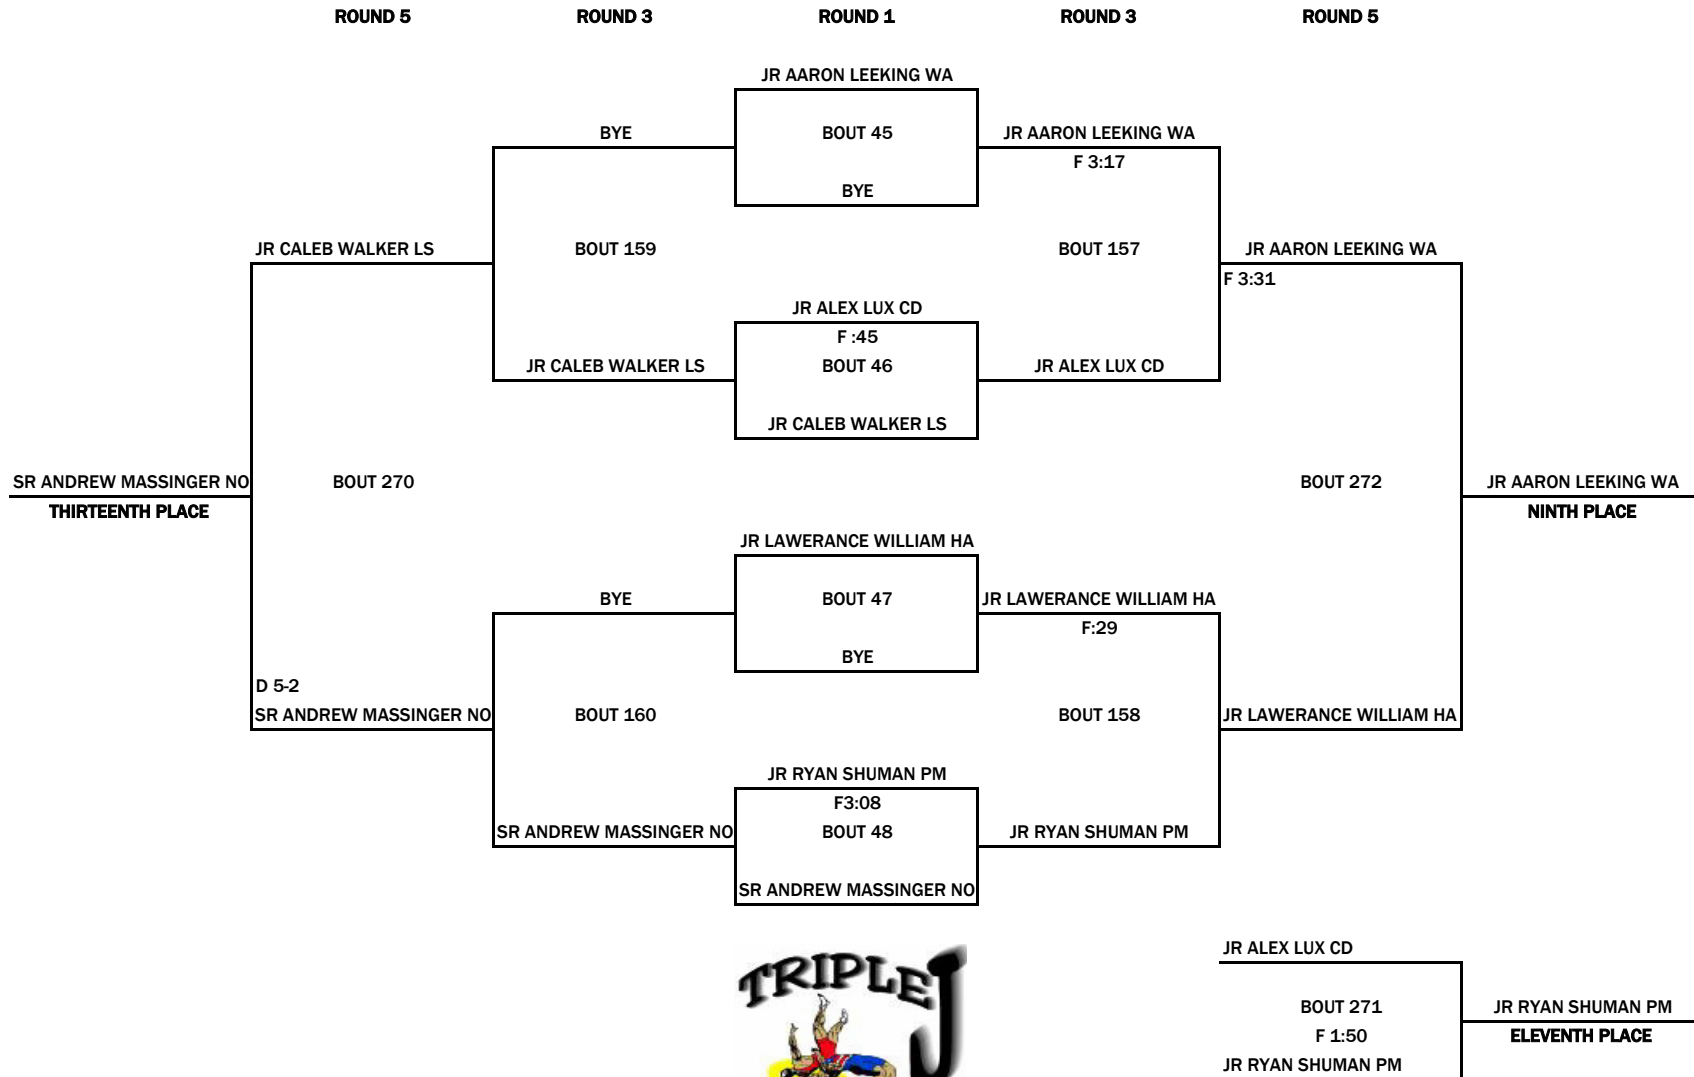 ROUND 5 ROUND 3 ROUND 1 ROUND 3 ROUND 5
JR AARON LEEKING WA
BYE BOUT 45 JR AARON LEEKING WA
F 3:17
BYE
JR CALEB WALKER LS BOUT 159 BOUT 157 JR AARON LEEKING WA
F 3:31
JR ALEX LUX CD
F :45
JR CALEB WALKER LS BOUT 46 JR ALEX LUX CD
JR CALEB WALKER LS
SR ANDREW MASSINGER NO BOUT 270 BOUT 272 JR AARON LEEKING WA
THIRTEENTH PLACE NINTH PLACE
JR LAWERANCE WILLIAM HA
BYE BOUT 47 JR LAWERANCE WILLIAM HA
F:29
BYE
D 5-2
SR ANDREW MASSINGER NO BOUT 160 BOUT 158 JR LAWERANCE WILLIAM HA
JR RYAN SHUMAN PM
F3:08
SR ANDREW MASSINGER NO BOUT 48 JR RYAN SHUMAN PM
SR ANDREW MASSINGER NO
JR ALEX LUX CD
TRIPLE J
BOUT 271 JR RYAN SHUMAN PM
F 1:50 ELEVENTH PLACE
JR RYAN SHUMAN PM